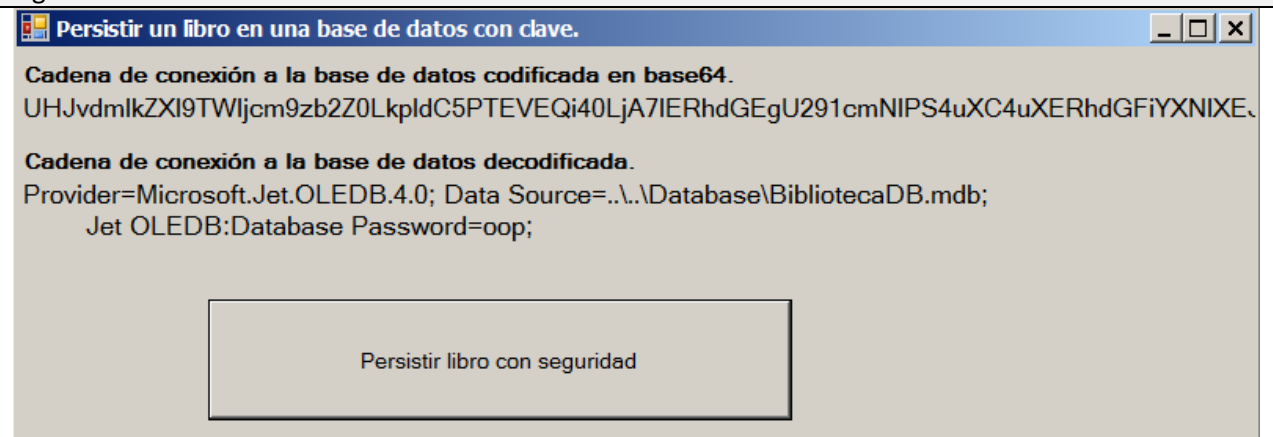 Persistir un libro en una base de datos con clave.
Cadena de conexión a la base de datos codificada en base64.
UHJvdmlkZXI9TWljcm9zb2Z0LkpldC5PTEVEQi40LjA7IERhdGEgU291cmNlPS4uXC4uXERhdGFiYXNlXE
Cadena de conexión a la base de datos decodificada.
Provider=Microsoft.Jet.OLEDB.4.0; Data Source=..\..\Database\BibliotecaDB.mdb;
Jet OLEDB:Database Password=oop;
Persistir libro con seguridad